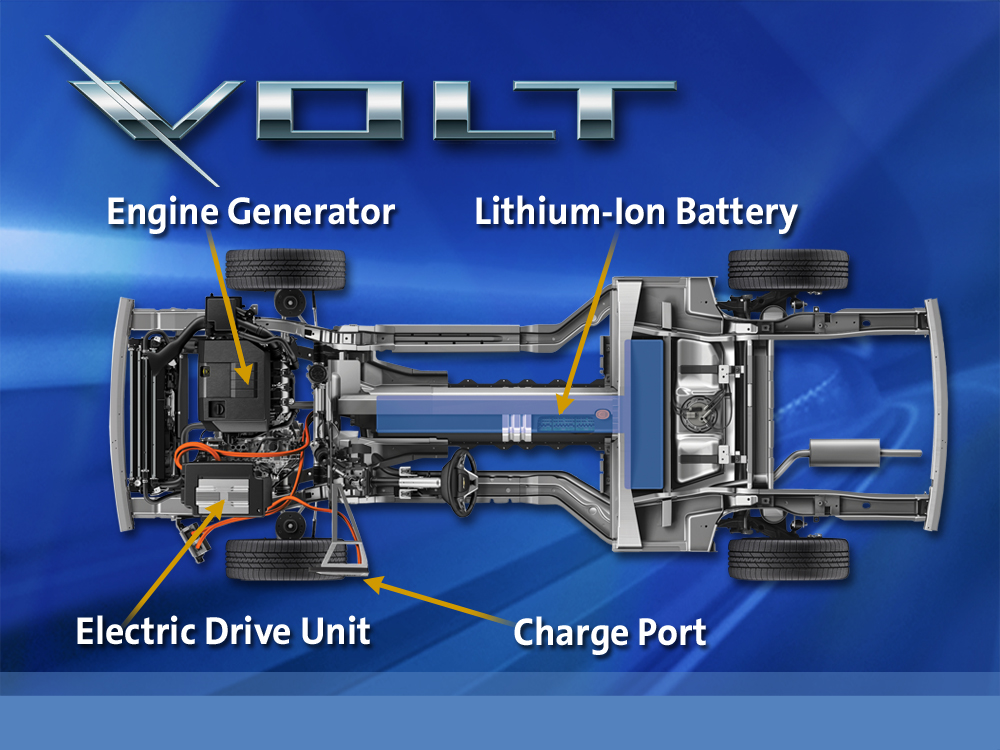 VOLT
Engine Generator
Lithium-Ion Battery
Electric Drive Unit
Charge Port